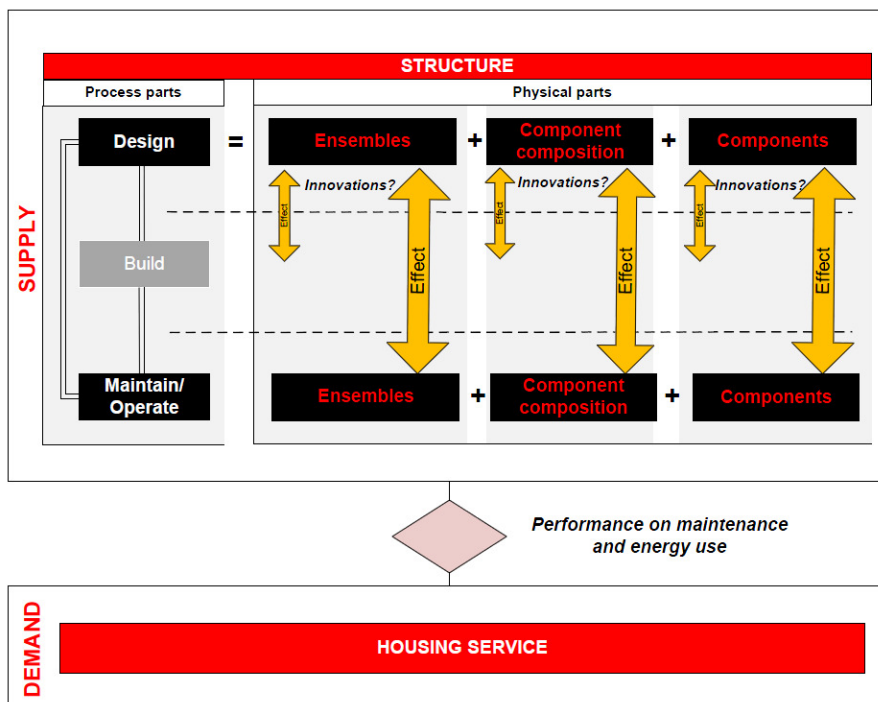 STRUCTURE
Process parts
Physical parts
SUPPLY
Design
=
Ensembles
+
Component
composition
+
Components
Innovations?
Innovations?
Innovations?
Effect
Effect
Effect
Build
Effect
Effect
Effect
Maintain/
Operate
Ensembles
+
Component
composition
+
Components
Performance on maintenance
and energy use
DEMAND
HOUSING SERVICE